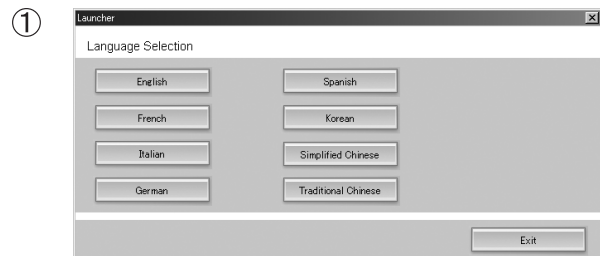 ①
Launcher
Language Selection
English
Spanish
French
Korean
Italian
Simplified Chinese
German
Traditional Chinese
Exit